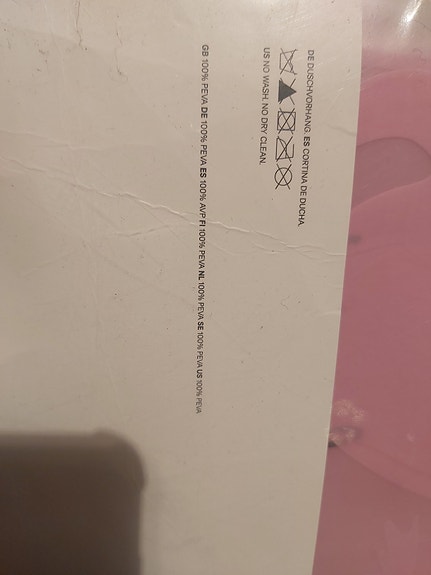 DE DUSCHVORHANG. ES CORTINA DE DUCHA.
US NO WASH. NO DRY CLEAN.
GB 100% PEVA DE 100% PEVA ES 100% AVP FI 100% PEVA NL 100% PEVA SE 100% PEVA US 100% PEVA